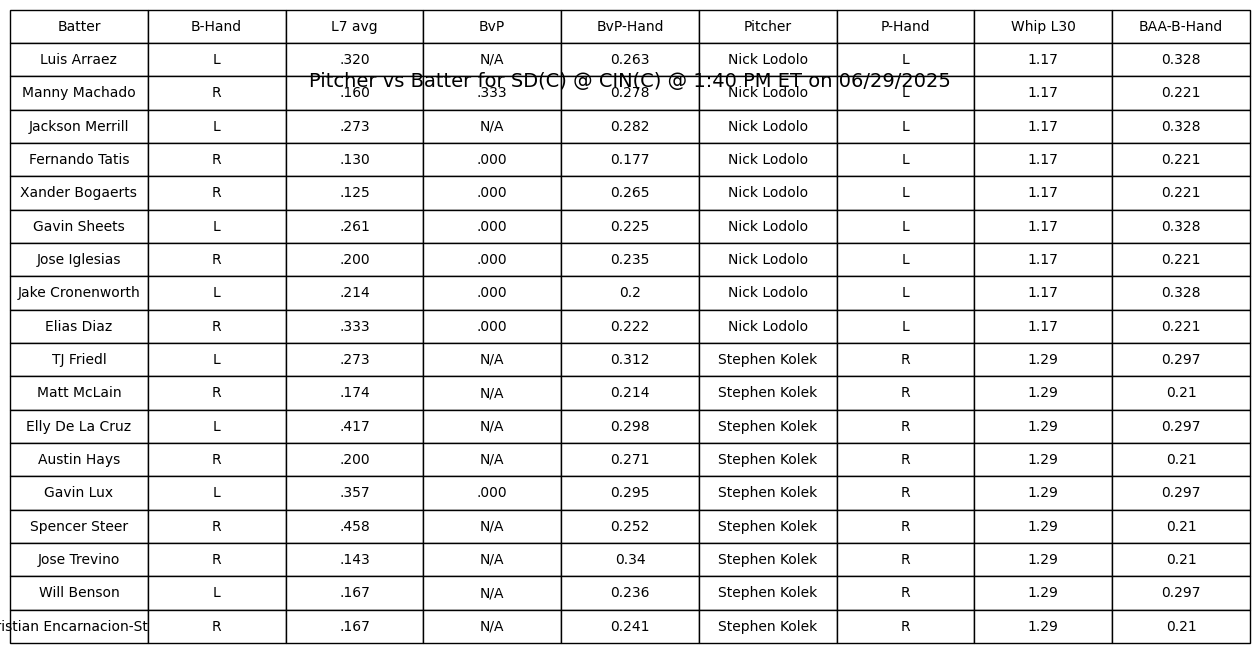 Batter B-Hand L7 avg BvP BvP-Hand Pitcher P-Hand Whip L30 BAA-B-Hand
Luis Arraez L .320 N/A 0.263 Nick Lodolo L 1.17 0.328
Pitcher vs Batter for SD(C) @ CIN(C) @ 1:40 PM ET on 06/29/2025
Manny Machado R .160 .333 0.278 Nick Lodolo L 1.17 0.221
Jackson Merrill L .273 N/A 0.282 Nick Lodolo L 1.17 0.328
Fernando Tatis R .130 .000 0.177 Nick Lodolo L 1.17 0.221
Xander Bogaerts R .125 .000 0.265 Nick Lodolo L 1.17 0.221
Gavin Sheets L .261 .000 0.225 Nick Lodolo L 1.17 0.328
Jose Iglesias R .200 .000 0.235 Nick Lodolo L 1.17 0.221
Jake Cronenworth L .214 .000 0.2 Nick Lodolo L 1.17 0.328
Elias Diaz R .333 .000 0.222 Nick Lodolo L 1.17 0.221
TJ Friedl L .273 N/A 0.312 Stephen Kolek R 1.29 0.297
Matt McLain R .174 N/A 0.214 Stephen Kolek R 1.29 0.21
Elly De La Cruz L .417 N/A 0.298 Stephen Kolek R 1.29 0.297
Austin Hays R .200 N/A 0.271 Stephen Kolek R 1.29 0.21
Gavin Lux L .357 .000 0.295 Stephen Kolek R 1.29 0.297
Spencer Steer R .458 N/A 0.252 Stephen Kolek R 1.29 0.21
Jose Trevino R .143 N/A 0.34 Stephen Kolek R 1.29 0.21
Will Benson L .167 N/A 0.236 Stephen Kolek R 1.29 0.297
istian Encarnacion-St R .167 N/A 0.241 Stephen Kolek R 1.29 0.21